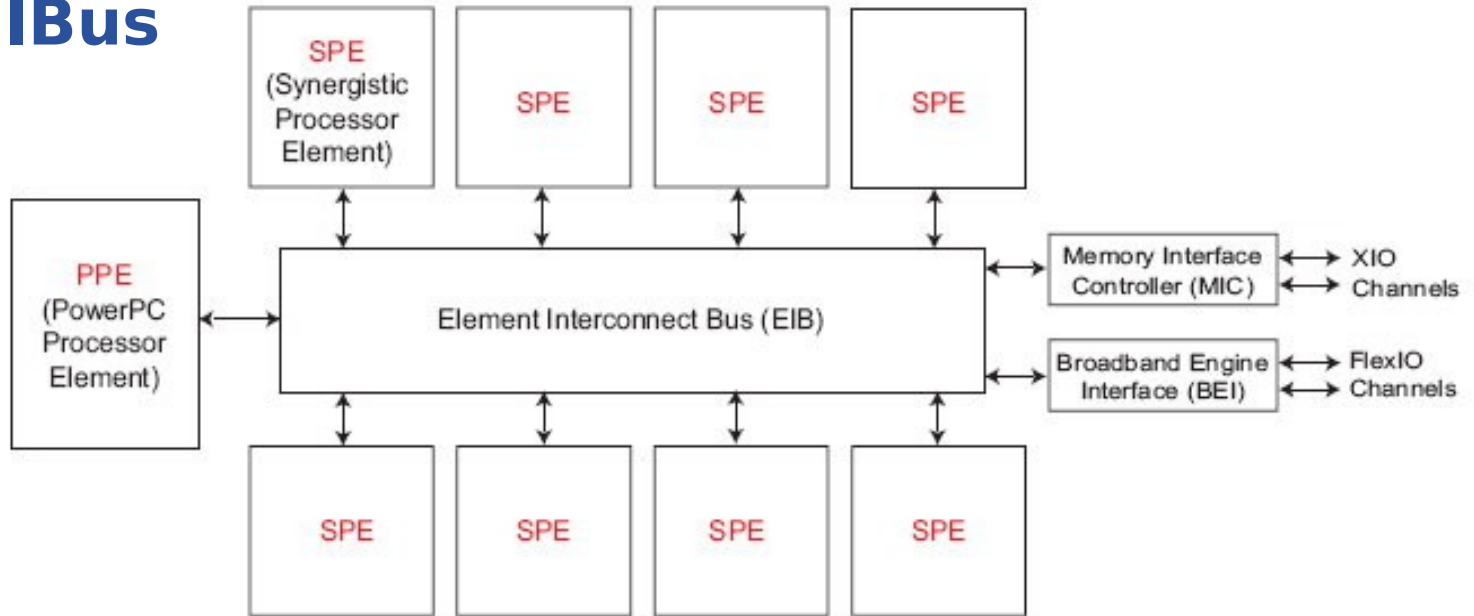 IBus
SPE
(Synergistic
Processor
Element)
SPE
SPE
SPE
PPE
(PowerPC
Processor
Element)
Element Interconnect Bus (EIB)
Memory Interface
Controller (MIC)
XIO
Channels
Broadband Engine
Interface (BEI)
FlexIO
Channels
SPE
SPE
SPE
SPE